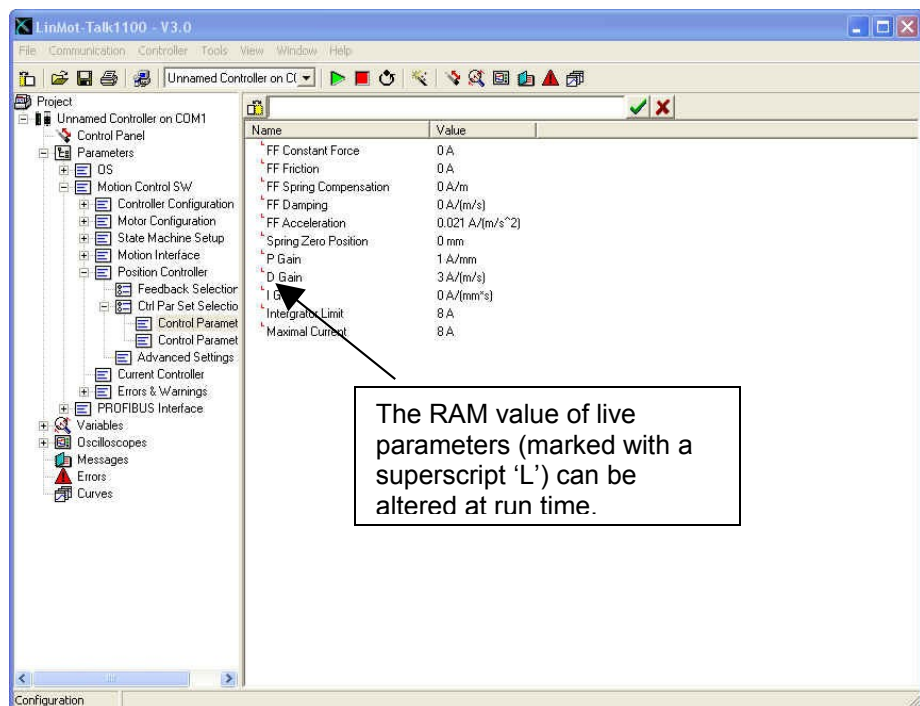 LinMot-Talk1100 - V3.0
File Communication Controller Tools View Window Help
Unnamed Controller on C(
Project
Unnamed Controller on COM1
Control Panel
Parameters
OS
Motion Control SW
Controller Configuration
Motor Configuration
State Machine Setup
Motion Interface
Position Controller
Feedback Selection
Ctrl Par Set Selectio
Control Paramet
Control Paramet
Advanced Settings
Current Controller
Errors & Warnings
PROFIBUS Interface
Variables
Oscilloscopes
Messages
Errors
Curves
Name Value
L FF Constant Force 0 A
L FF Friction 0 A
L FF Spring Compensation 0 A/m
L FF Damping 0 A/(m/s)
L FF Acceleration 0.021 A/(m/s^2)
L Spring Zero Position 0 mm
L P Gain 1 A/mm
L D Gain 3 A/(m/s)
L I G 0 A/(mm*s)
L Intergrator Limit 8 A
L Maximal Current 8 A
The RAM value of live
parameters (marked with a
superscript ‘L’) can be
altered at run time.
Configuration